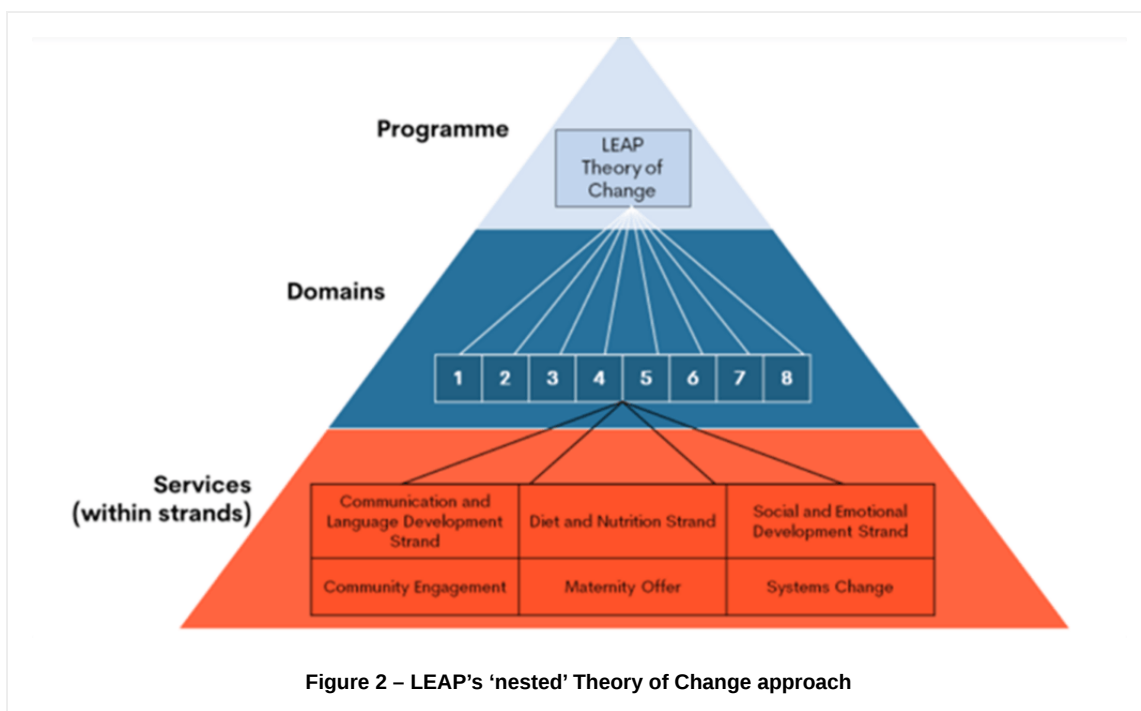 Programme
LEAP
Theory of
Change
Domains
1 2 3 4 5 6 7 8
Services
(within strands)
Communication and
Language Development
Strand
Diet and Nutrition Strand
Social and Emotional
Development Strand
Community Engagement
Maternity Offer
Systems Change
Figure 2 – LEAP’s ‘nested’ Theory of Change approach